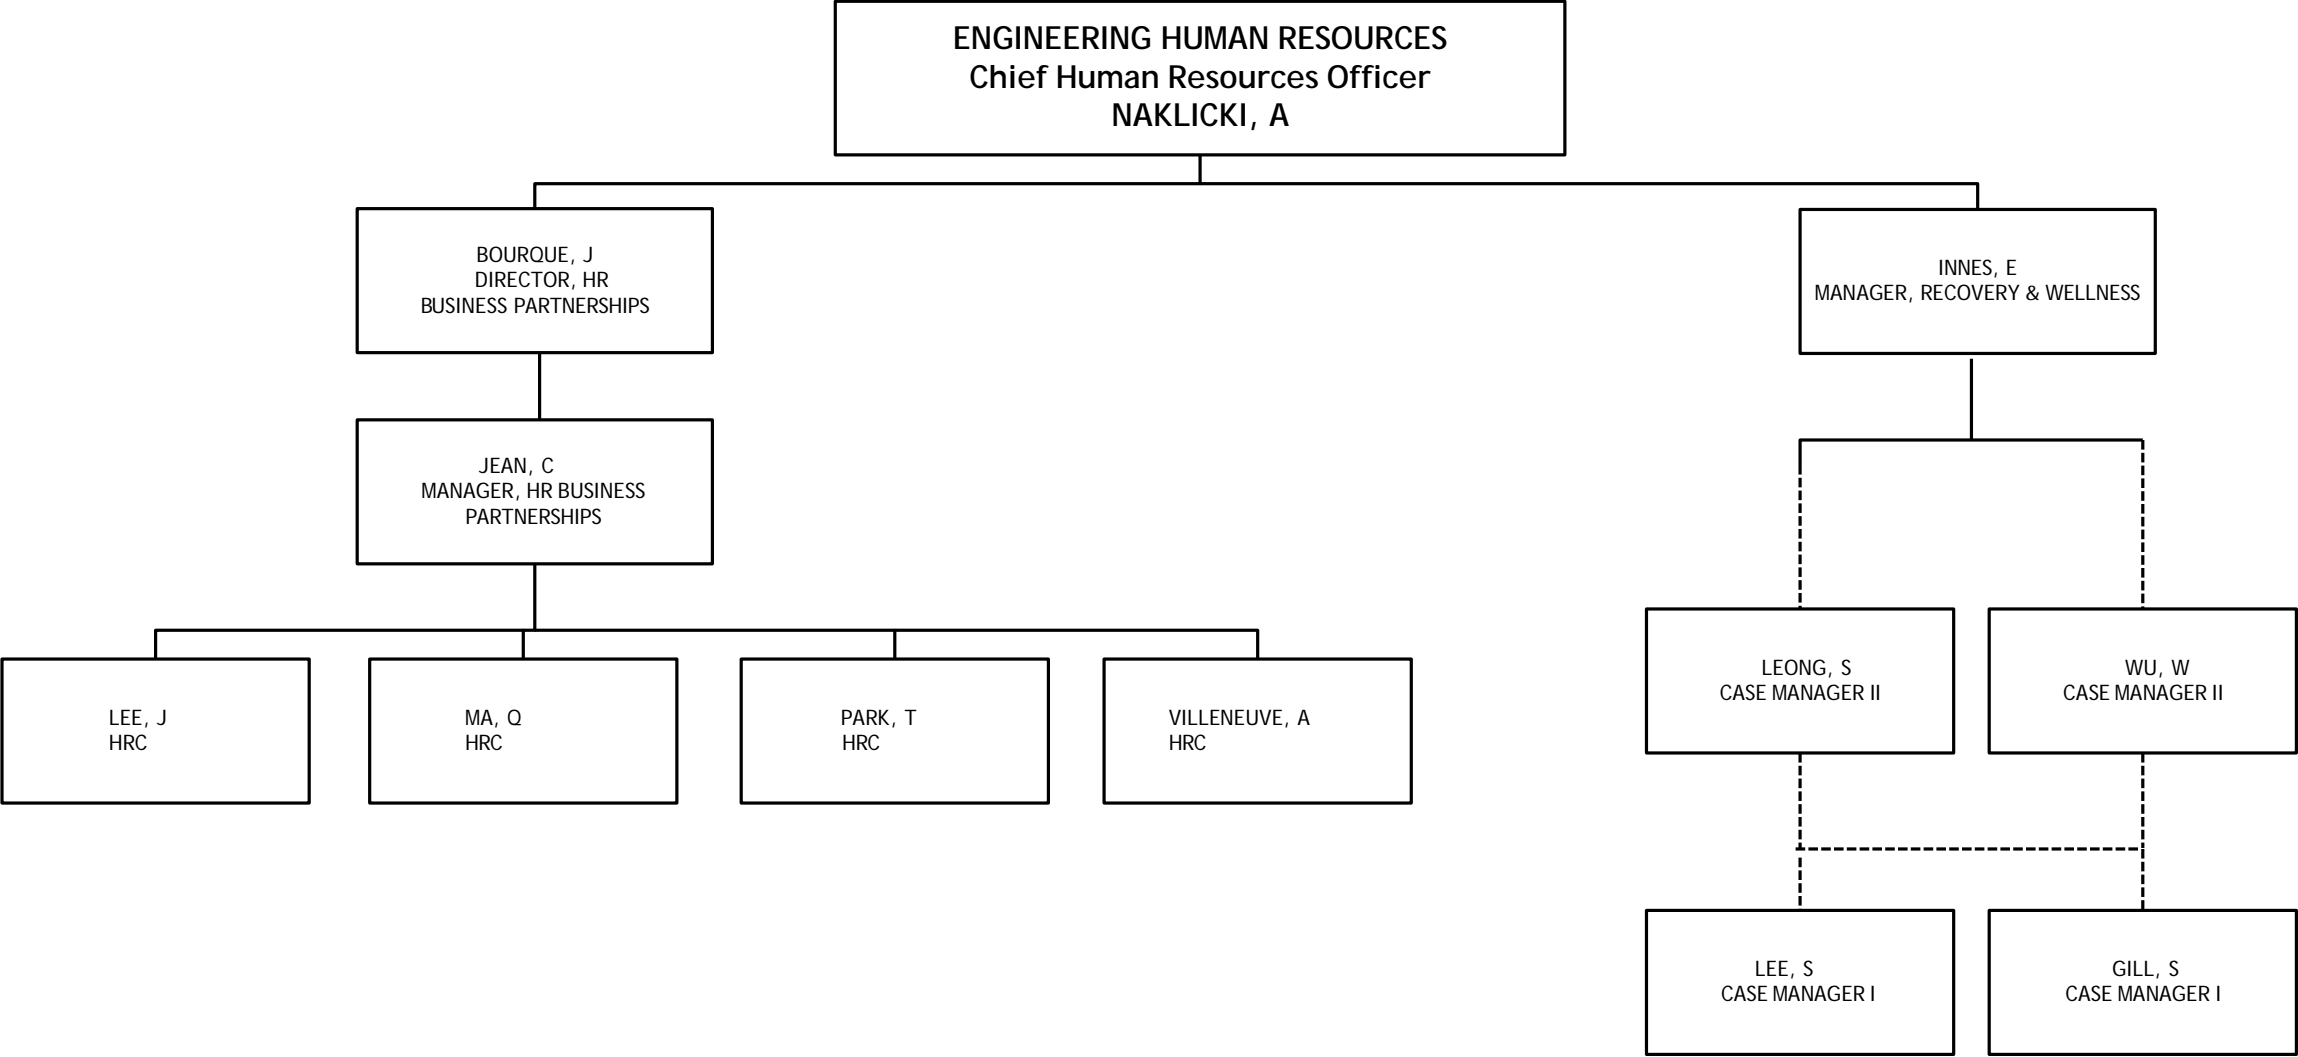 ENGINEERING HUMAN RESOURCES
Chief Human Resources Officer
NAKLICKI, A
BOURQUE, J
DIRECTOR, HR
BUSINESS PARTNERSHIPS
INNES, E
MANAGER, RECOVERY & WELLNESS
JEAN, C
MANAGER, HR BUSINESS
PARTNERSHIPS
LEE, J
HRC
MA, Q
HRC
PARK, T
HRC
VILLENEUVE, A
HRC
LEONG, S
CASE MANAGER II
WU, W
CASE MANAGER II
LEE, S
CASE MANAGER I
GILL, S
CASE MANAGER I